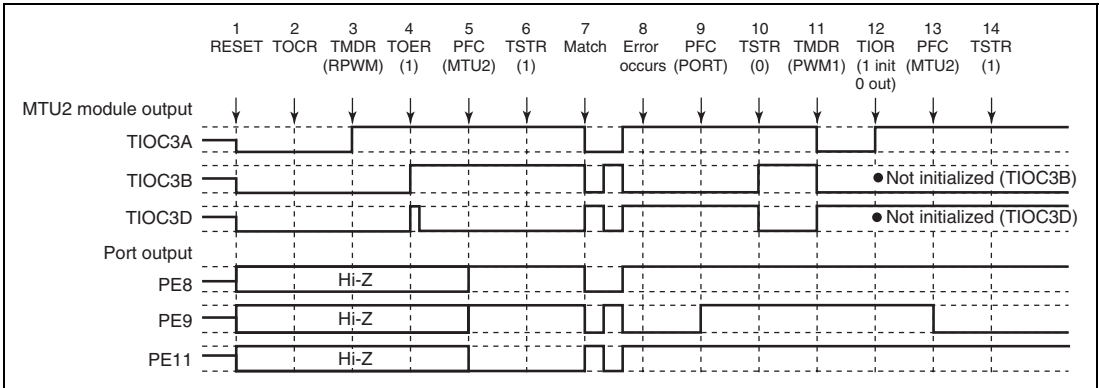 1 2 3 4 5 6 7 8 9 10 11 12 13 14
RESET TOCR TMDR TOER PFC TSTR Match Error PFC TSTR TMDR TIOR PFC TSTR
(RPWM) (1) (MTU2) (1) occurs (PORT) (0) (PWM1) (1 init (MTU2) (1)
0 out)
MTU2 module output
TIOC3A
TIOC3B
● Not initialized (TIOC3B)
TIOC3D
● Not initialized (TIOC3D)
Port output
PE8
Hi-Z
PE9
Hi-Z
PE11
Hi-Z